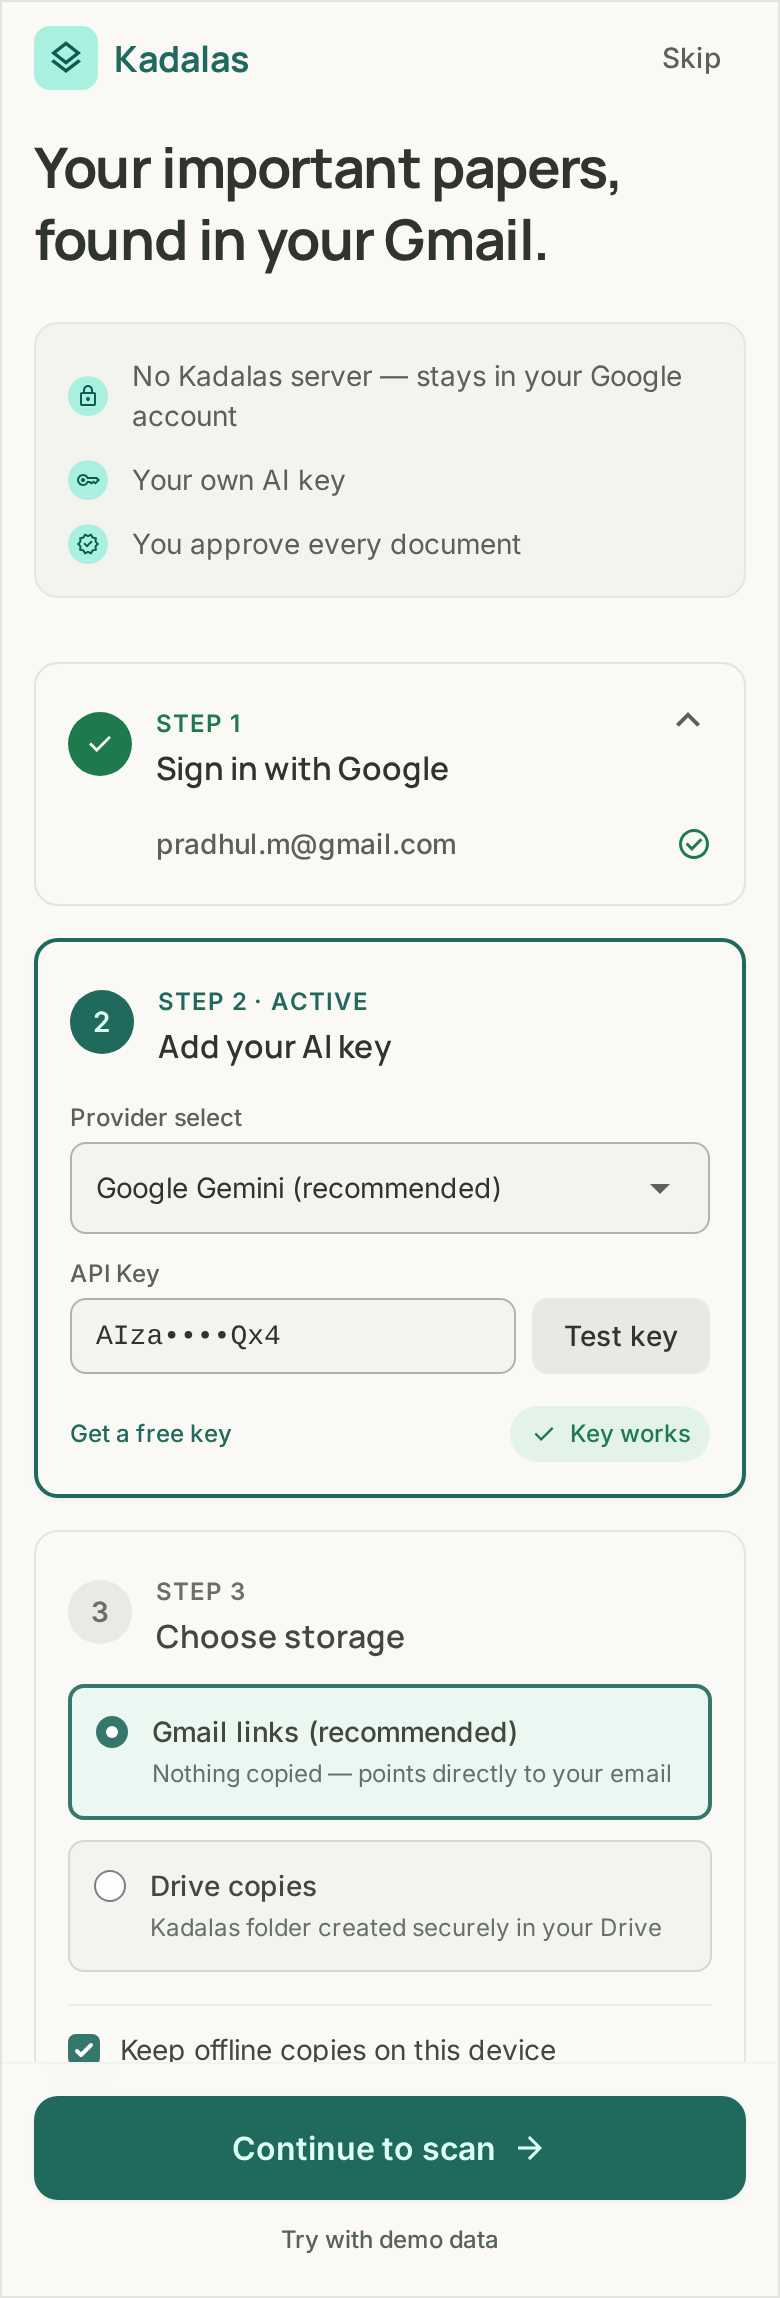 Kadalas
Skip
Your important papers,
found in your Gmail.
No Kadalas server — stays in your Google
account
Your own AI key
You approve every document
STEP 1
Sign in with Google
pradhul.m@gmail.com
2
STEP 2 · ACTIVE
Add your AI key
Provider select
Google Gemini (recommended)
API Key
AIza••••Qx4
Test key
Get a free key
Key works
3
STEP 3
Choose storage
Gmail links (recommended)
Nothing copied — points directly to your email
Drive copies
Kadalas folder created securely in your Drive
Keep offline copies on this device
Continue to scan →
Try with demo data